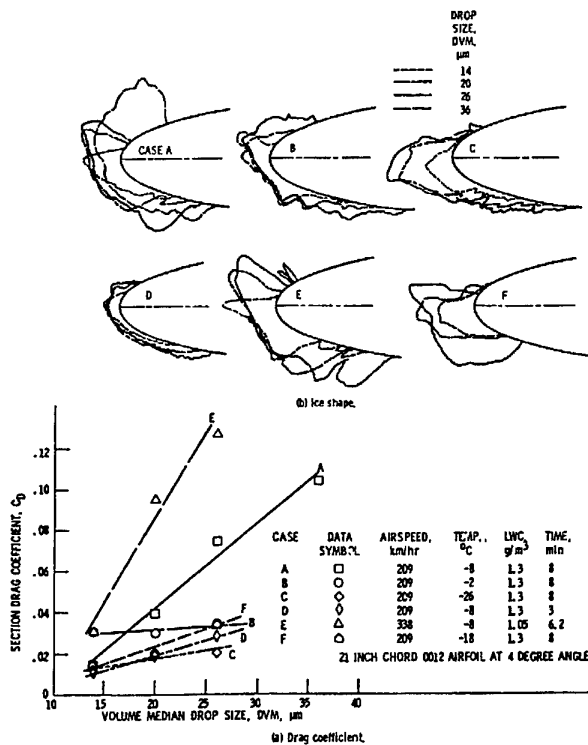 DROP
SIZE,
DVM,
μm
14
20
26
36
CASE A
B
C
D
E
F
(b) Ice shape.
SECTION DRAG COEFFICIENT, C_D
.12
.10
.08
.06
.04
.02
0
10
15
20
25
30
35
40
VOLUME MEDIAN DROP SIZE, DVM, μm
E
A
F
B
D
C
CASE DATA SYMBOL AIRSPEED, km/hr TEMP., °C LWC, g/m³ TIME, min
A 209 -8 1.3 8
B 209 -2 1.3 8
C 209 -26 1.3 8
D 209 -8 1.3 3
E 338 -8 1.05 6.2
F 209 -18 1.3 8
21 INCH CHORD 0012 AIRFOIL AT 4 DEGREE ANGLE
(a) Drag coefficient.